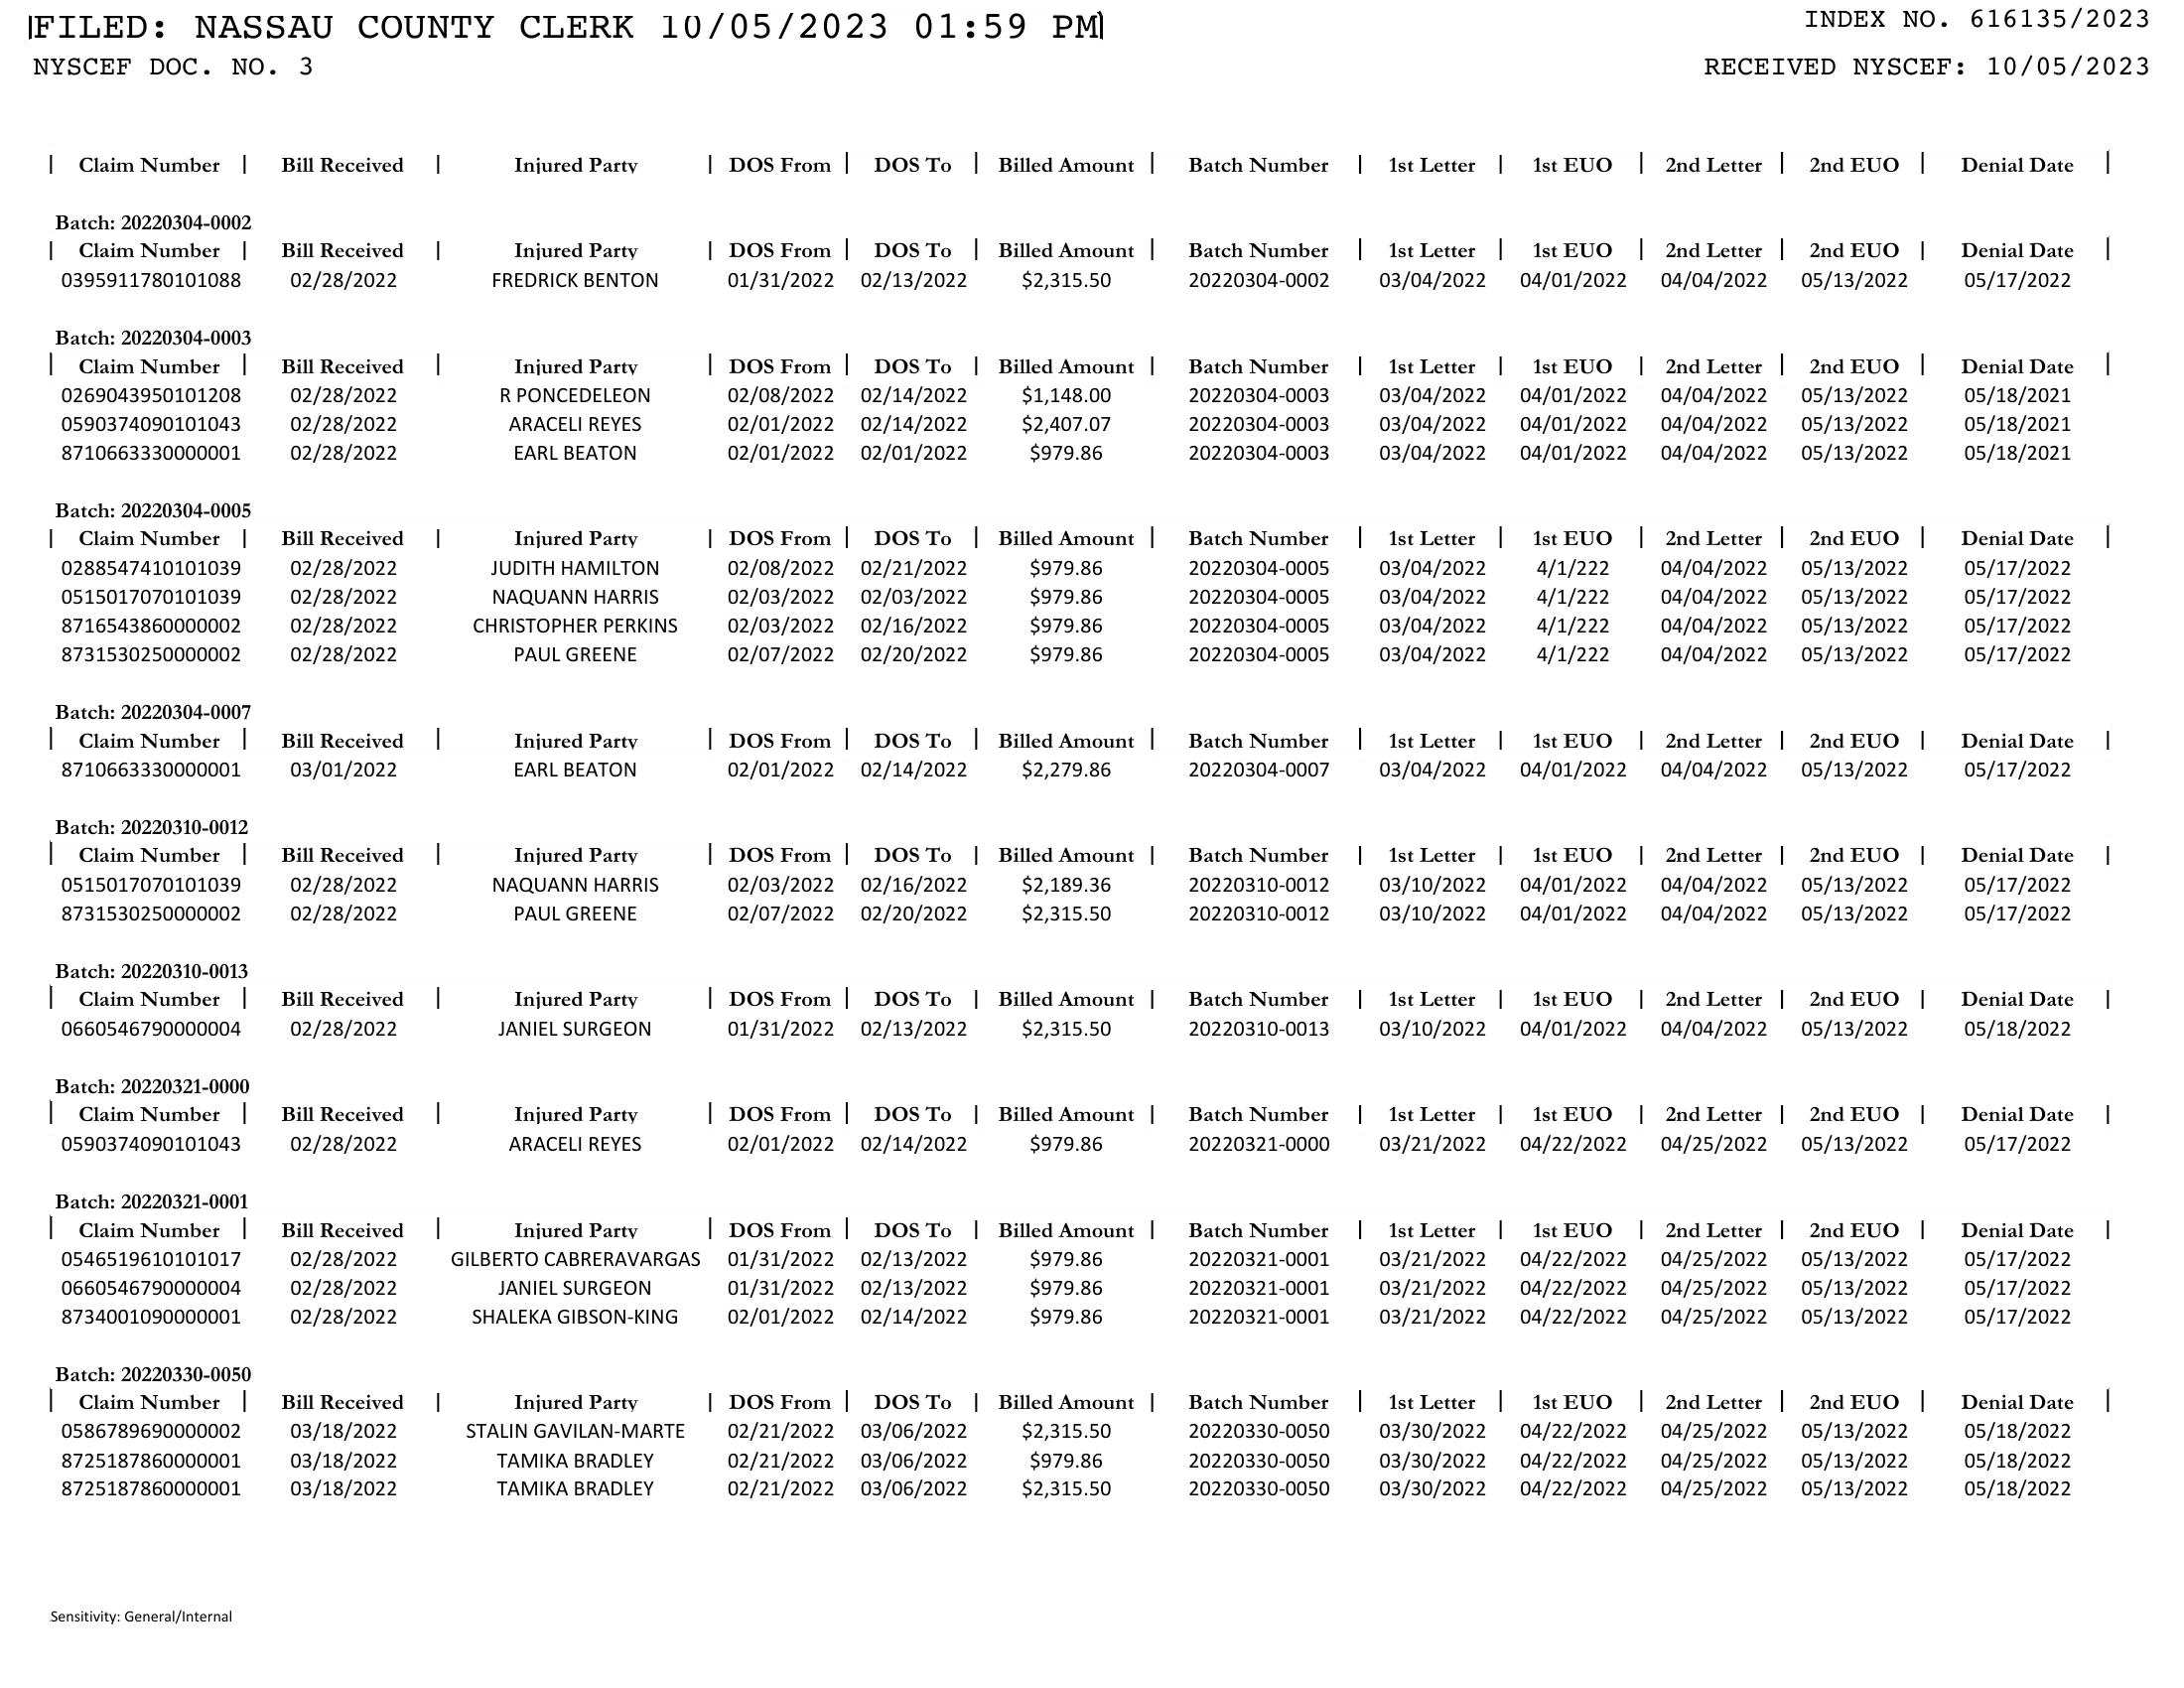 FILED: NASSAU COUNTY CLERK 10/05/2023 01:59 PM INDEX NO. 616135/2023
NYSCEF DOC. NO. 3 RECEIVED NYSCEF: 10/05/2023
| Claim Number | Bill Received | Injured Party | DOS From | DOS To | Billed Amount | Batch Number | 1st Letter | 1st EUO | 2nd Letter | 2nd EUO | Denial Date |
Batch: 20220304-0002
| Claim Number | Bill Received | Injured Party | DOS From | DOS To | Billed Amount | Batch Number | 1st Letter | 1st EUO | 2nd Letter | 2nd EUO | Denial Date |
0395911780101088 02/28/2022 FREDRICK BENTON 01/31/2022 02/13/2022 $2,315.50 20220304-0002 03/04/2022 04/01/2022 04/04/2022 05/13/2022 05/17/2022
Batch: 20220304-0003
| Claim Number | Bill Received | Injured Party | DOS From | DOS To | Billed Amount | Batch Number | 1st Letter | 1st EUO | 2nd Letter | 2nd EUO | Denial Date |
0269043950101208 02/28/2022 R PONCEDELEON 02/08/2022 02/14/2022 $1,148.00 20220304-0003 03/04/2022 04/01/2022 04/04/2022 05/13/2022 05/18/2021
0590374090101043 02/28/2022 ARACELI REYES 02/01/2022 02/14/2022 $2,407.07 20220304-0003 03/04/2022 04/01/2022 04/04/2022 05/13/2022 05/18/2021
8710663330000001 02/28/2022 EARL BEATON 02/01/2022 02/01/2022 $979.86 20220304-0003 03/04/2022 04/01/2022 04/04/2022 05/13/2022 05/18/2021
Batch: 20220304-0005
| Claim Number | Bill Received | Injured Party | DOS From | DOS To | Billed Amount | Batch Number | 1st Letter | 1st EUO | 2nd Letter | 2nd EUO | Denial Date |
0288547410101039 02/28/2022 JUDITH HAMILTON 02/08/2022 02/21/2022 $979.86 20220304-0005 03/04/2022 4/1/222 04/04/2022 05/13/2022 05/17/2022
0515017070101039 02/28/2022 NAQUANN HARRIS 02/03/2022 02/03/2022 $979.86 20220304-0005 03/04/2022 4/1/222 04/04/2022 05/13/2022 05/17/2022
8716543860000002 02/28/2022 CHRISTOPHER PERKINS 02/03/2022 02/16/2022 $979.86 20220304-0005 03/04/2022 4/1/222 04/04/2022 05/13/2022 05/17/2022
8731530250000002 02/28/2022 PAUL GREENE 02/07/2022 02/20/2022 $979.86 20220304-0005 03/04/2022 4/1/222 04/04/2022 05/13/2022 05/17/2022
Batch: 20220304-0007
| Claim Number | Bill Received | Injured Party | DOS From | DOS To | Billed Amount | Batch Number | 1st Letter | 1st EUO | 2nd Letter | 2nd EUO | Denial Date |
8710663330000001 03/01/2022 EARL BEATON 02/01/2022 02/14/2022 $2,279.86 20220304-0007 03/04/2022 04/01/2022 04/04/2022 05/13/2022 05/17/2022
Batch: 20220310-0012
| Claim Number | Bill Received | Injured Party | DOS From | DOS To | Billed Amount | Batch Number | 1st Letter | 1st EUO | 2nd Letter | 2nd EUO | Denial Date |
0515017070101039 02/28/2022 NAQUANN HARRIS 02/03/2022 02/16/2022 $2,189.36 20220310-0012 03/10/2022 04/01/2022 04/04/2022 05/13/2022 05/17/2022
8731530250000002 02/28/2022 PAUL GREENE 02/07/2022 02/20/2022 $2,315.50 20220310-0012 03/10/2022 04/01/2022 04/04/2022 05/13/2022 05/17/2022
Batch: 20220310-0013
| Claim Number | Bill Received | Injured Party | DOS From | DOS To | Billed Amount | Batch Number | 1st Letter | 1st EUO | 2nd Letter | 2nd EUO | Denial Date |
0660546790000004 02/28/2022 JANIEL SURGEON 01/31/2022 02/13/2022 $2,315.50 20220310-0013 03/10/2022 04/01/2022 04/04/2022 05/13/2022 05/18/2022
Batch: 20220321-0000
| Claim Number | Bill Received | Injured Party | DOS From | DOS To | Billed Amount | Batch Number | 1st Letter | 1st EUO | 2nd Letter | 2nd EUO | Denial Date |
0590374090101043 02/28/2022 ARACELI REYES 02/01/2022 02/14/2022 $979.86 20220321-0000 03/21/2022 04/22/2022 04/25/2022 05/13/2022 05/17/2022
Batch: 20220321-0001
| Claim Number | Bill Received | Injured Party | DOS From | DOS To | Billed Amount | Batch Number | 1st Letter | 1st EUO | 2nd Letter | 2nd EUO | Denial Date |
0546519610101017 02/28/2022 GILBERTO CABRERAVARGAS 01/31/2022 02/13/2022 $979.86 20220321-0001 03/21/2022 04/22/2022 04/25/2022 05/13/2022 05/17/2022
0660546790000004 02/28/2022 JANIEL SURGEON 01/31/2022 02/13/2022 $979.86 20220321-0001 03/21/2022 04/22/2022 04/25/2022 05/13/2022 05/17/2022
8734001090000001 02/28/2022 SHALEKA GIBSON-KING 02/01/2022 02/14/2022 $979.86 20220321-0001 03/21/2022 04/22/2022 04/25/2022 05/13/2022 05/17/2022
Batch: 20220330-0050
| Claim Number | Bill Received | Injured Party | DOS From | DOS To | Billed Amount | Batch Number | 1st Letter | 1st EUO | 2nd Letter | 2nd EUO | Denial Date |
0586789690000002 03/18/2022 STALIN GAVILAN-MARTE 02/21/2022 03/06/2022 $2,315.50 20220330-0050 03/30/2022 04/22/2022 04/25/2022 05/13/2022 05/18/2022
8725187860000001 03/18/2022 TAMIKA BRADLEY 02/21/2022 03/06/2022 $979.86 20220330-0050 03/30/2022 04/22/2022 04/25/2022 05/13/2022 05/18/2022
8725187860000001 03/18/2022 TAMIKA BRADLEY 02/21/2022 03/06/2022 $2,315.50 20220330-0050 03/30/2022 04/22/2022 04/25/2022 05/13/2022 05/18/2022
Sensitivity: General/Internal